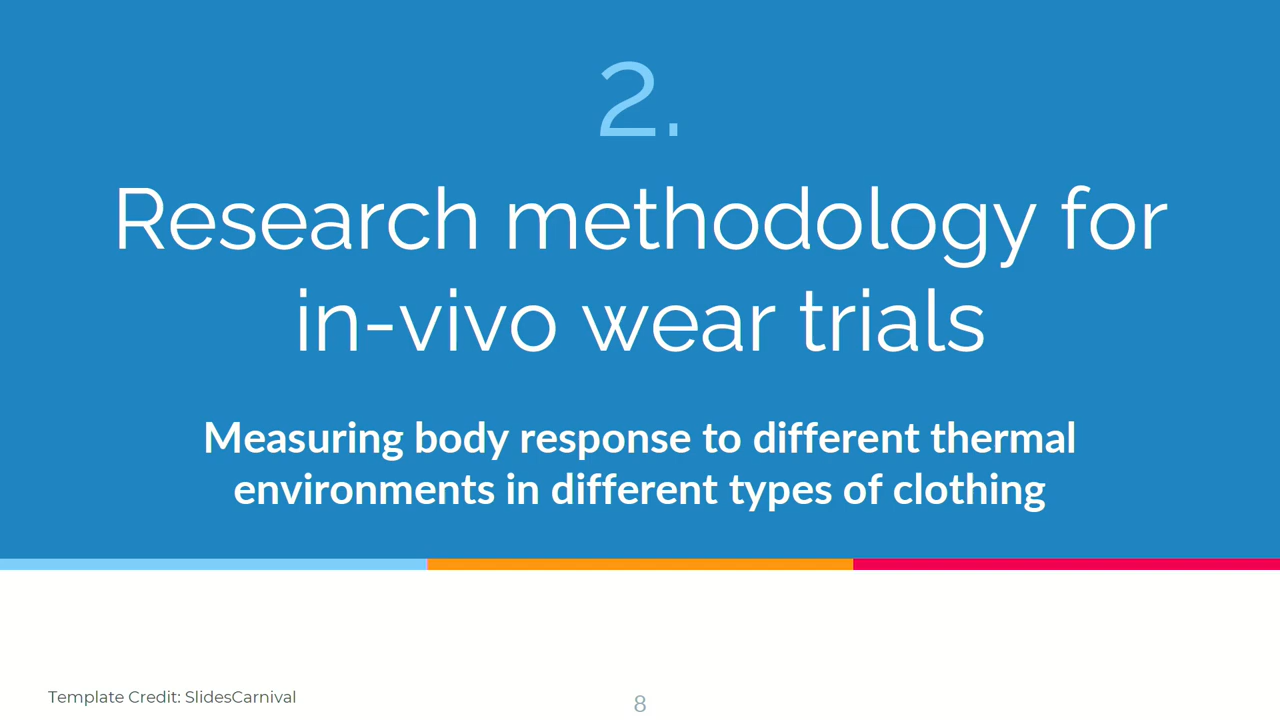 2.
Research methodology for
in-vivo wear trials
Measuring body response to different thermal
environments in different types of clothing
Template Credit: SlidesCarnival
8